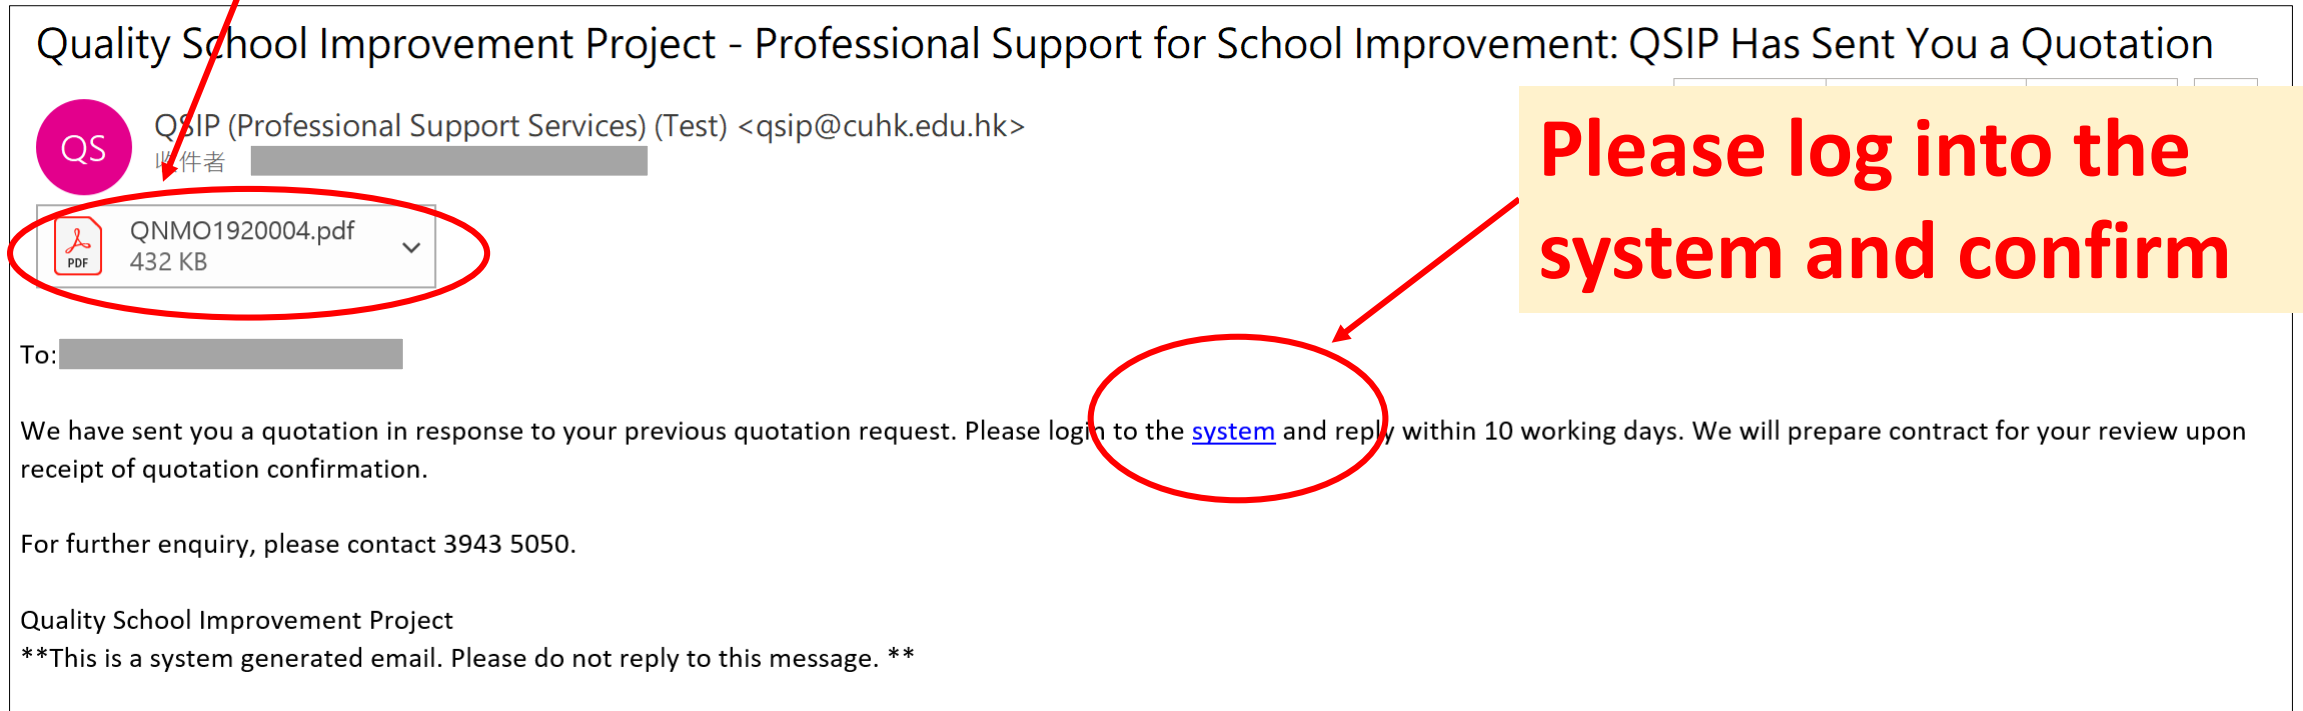 Quality School Improvement Project - Professional Support for School Improvement: QSIP Has Sent You a Quotation
QS
QSIP (Professional Support Services) (Test) <qsip@cuhk.edu.hk>
收件者
Please log into the
system and confirm
PDF
QNMO1920004.pdf
432 KB
To:
We have sent you a quotation in response to your previous quotation request. Please login to the system and reply within 10 working days. We will prepare contract for your review upon
receipt of quotation confirmation.
For further enquiry, please contact 3943 5050.
Quality School Improvement Project
**This is a system generated email. Please do not reply to this message. **